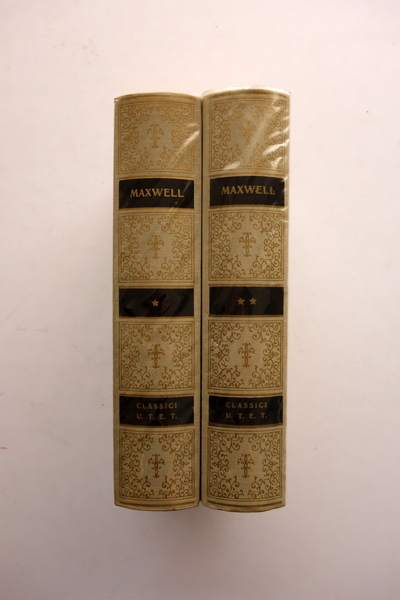 MAXWELL
★
CLASSICI
U. T. E. T.
MAXWELL
★★
CLASSICI
U. T. E. T.